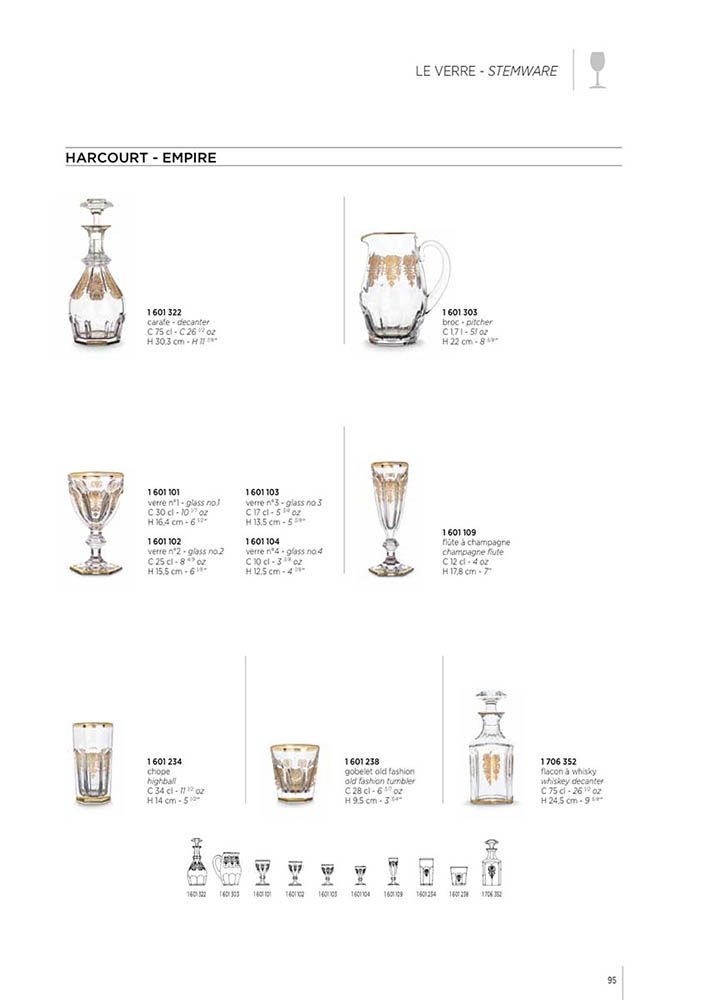 LE VERRE - STEMWARE
HARCOURT - EMPIRE
1 601 322
carafe - decanter
C 75 cl - C 26 1/2 oz
H 30,3 cm - H 11 7/8"
1 601 303
broc - pitcher
C 1,7 l - 51 oz
H 22 cm - 8 5/8"
1 601 101
verre n°1 - glass no.1
C 30 cl - 10 1/7 oz
H 16,4 cm - 6 1/2"
1 601 102
verre n°2 - glass no.2
C 25 cl - 8 4/9 oz
H 15,5 cm - 6 1/8"
1 601 103
verre n°3 - glass no.3
C 17 cl - 5 3/4 oz
H 13,5 cm - 5 3/8"
1 601 104
verre n°4 - glass no.4
C 10 cl - 3 3/8 oz
H 12,5 cm - 4 7/8"
1 601 109
flûte à champagne
champagne flute
C 12 cl - 4 oz
H 17,8 cm - 7"
1 601 234
chope
highball
C 34 cl - 11 1/2 oz
H 14 cm - 5 1/2"
1 601 238
gobelet old fashion
old fashion tumbler
C 28 cl - 6 5/7 oz
H 9,5 cm - 3 3/4"
1 706 352
flacon à whisky
whiskey decanter
C 75 cl - 26 1/2 oz
H 24,5 cm - 9 5/8"
1 601 322 1 601 303 1 601 101 1 601 102 1 601 103 1 601 104 1 601 109 1 601 234 1 601 238 1 706 352
95